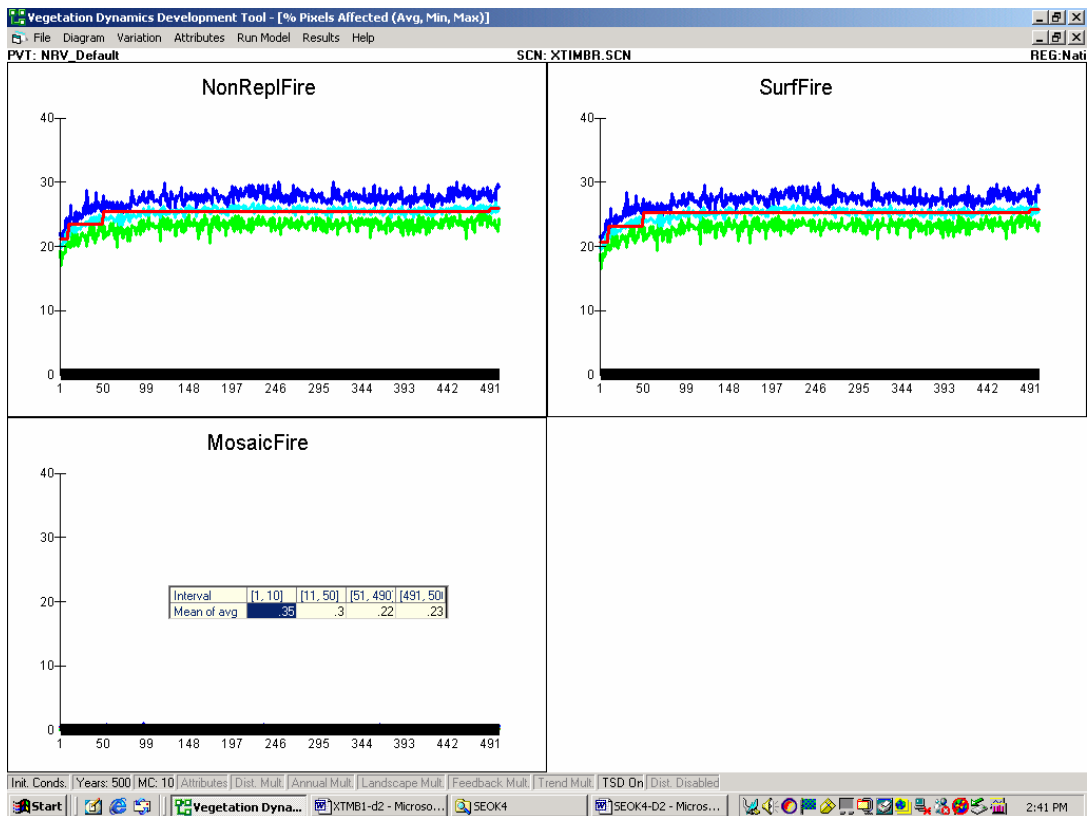 Vegetation Dynamics Development Tool - [% Pixels Affected (Avg, Min, Max)]
File Diagram Variation Attributes Run Model Results Help
PVT: NRV_Default SCN: XTIMBR.SCN REG:Nati
NonReplFire
40
30
20
10
0
1 50 99 148 197 246 295 344 393 442 491
SurfFire
40
30
20
10
0
1 50 99 148 197 246 295 344 393 442 491
MosaicFire
40
30
20
10
0
Interval [1, 10] [11, 50] [51, 490] [491, 50
Mean of avg .35 .3 .22 .23
1 50 99 148 197 246 295 344 393 442 491
Init. Conds. Years: 500 MC: 10 Attributes Dist. Mult. Annual Mult. Landscape Mult. Feedback Mult. Trend Mult. TSD On Dist. Disabled
Start Vegetation Dyna... XTMB1-d2 - Microso... SEOK4 SEOK4-D2 - Micros... 2:41 PM